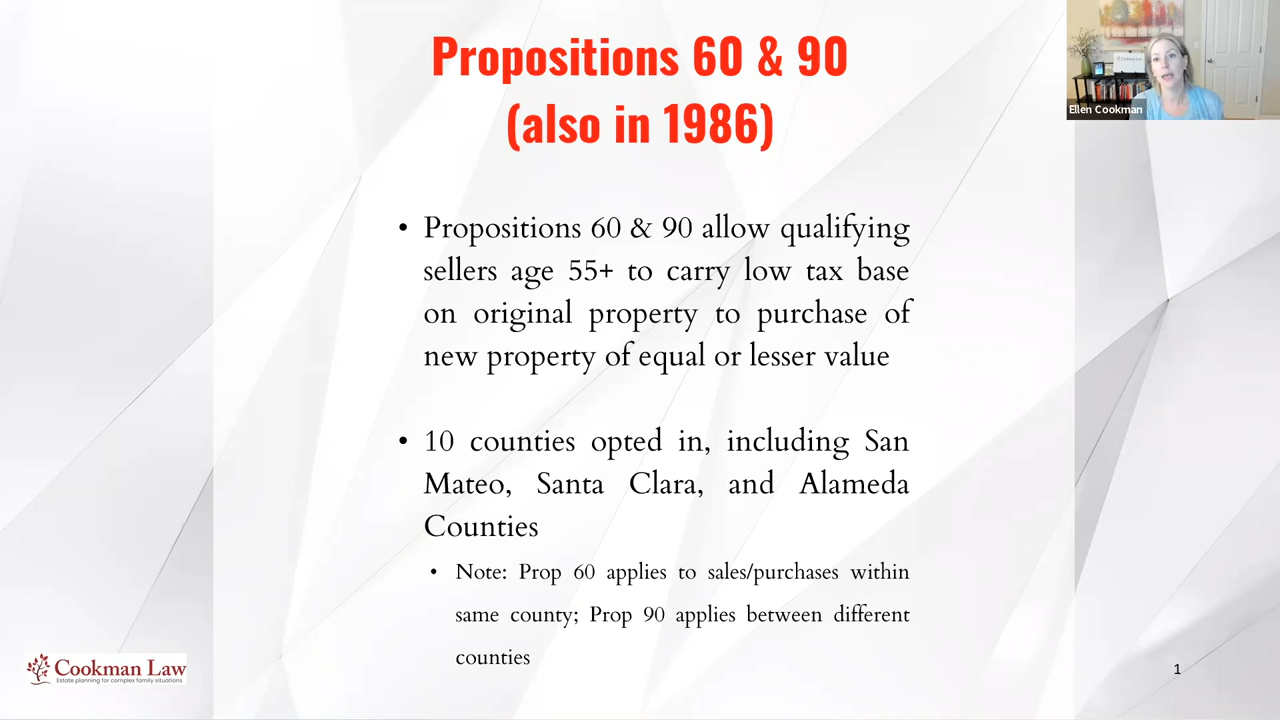 Propositions 60 & 90
(also in 1986)
• Propositions 60 & 90 allow qualifying
sellers age 55+ to carry low tax base
on original property to purchase of
new property of equal or lesser value
• 10 counties opted in, including San
Mateo, Santa Clara, and Alameda
Counties
• Note: Prop 60 applies to sales/purchases within
same county; Prop 90 applies between different
counties
Cookman Law
Estate planning for complex family situations
1
Cookman Law
Ellen Cookman